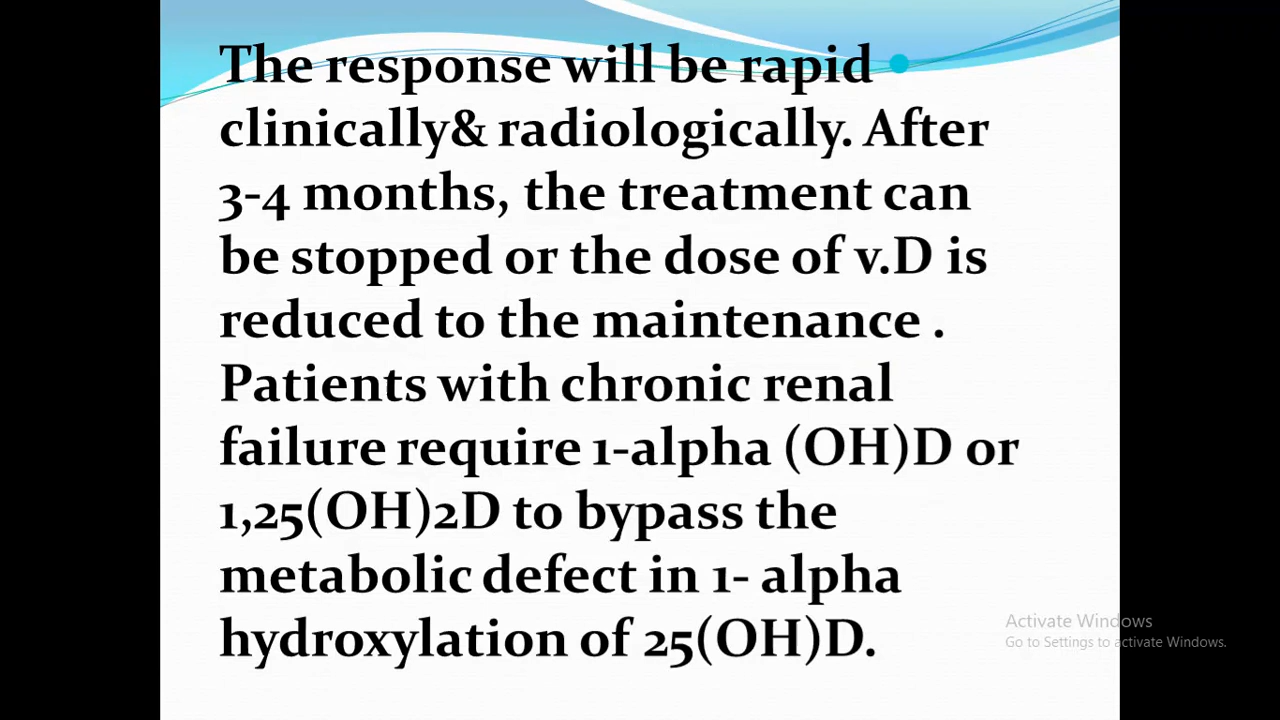 The response will be rapid
clinically& radiologically. After
3-4 months, the treatment can
be stopped or the dose of v.D is
reduced to the maintenance .
Patients with chronic renal
failure require 1-alpha (OH)D or
1,25(OH)2D to bypass the
metabolic defect in 1- alpha
hydroxylation of 25(OH)D.
Activate Windows
Go to Settings to activate Windows.